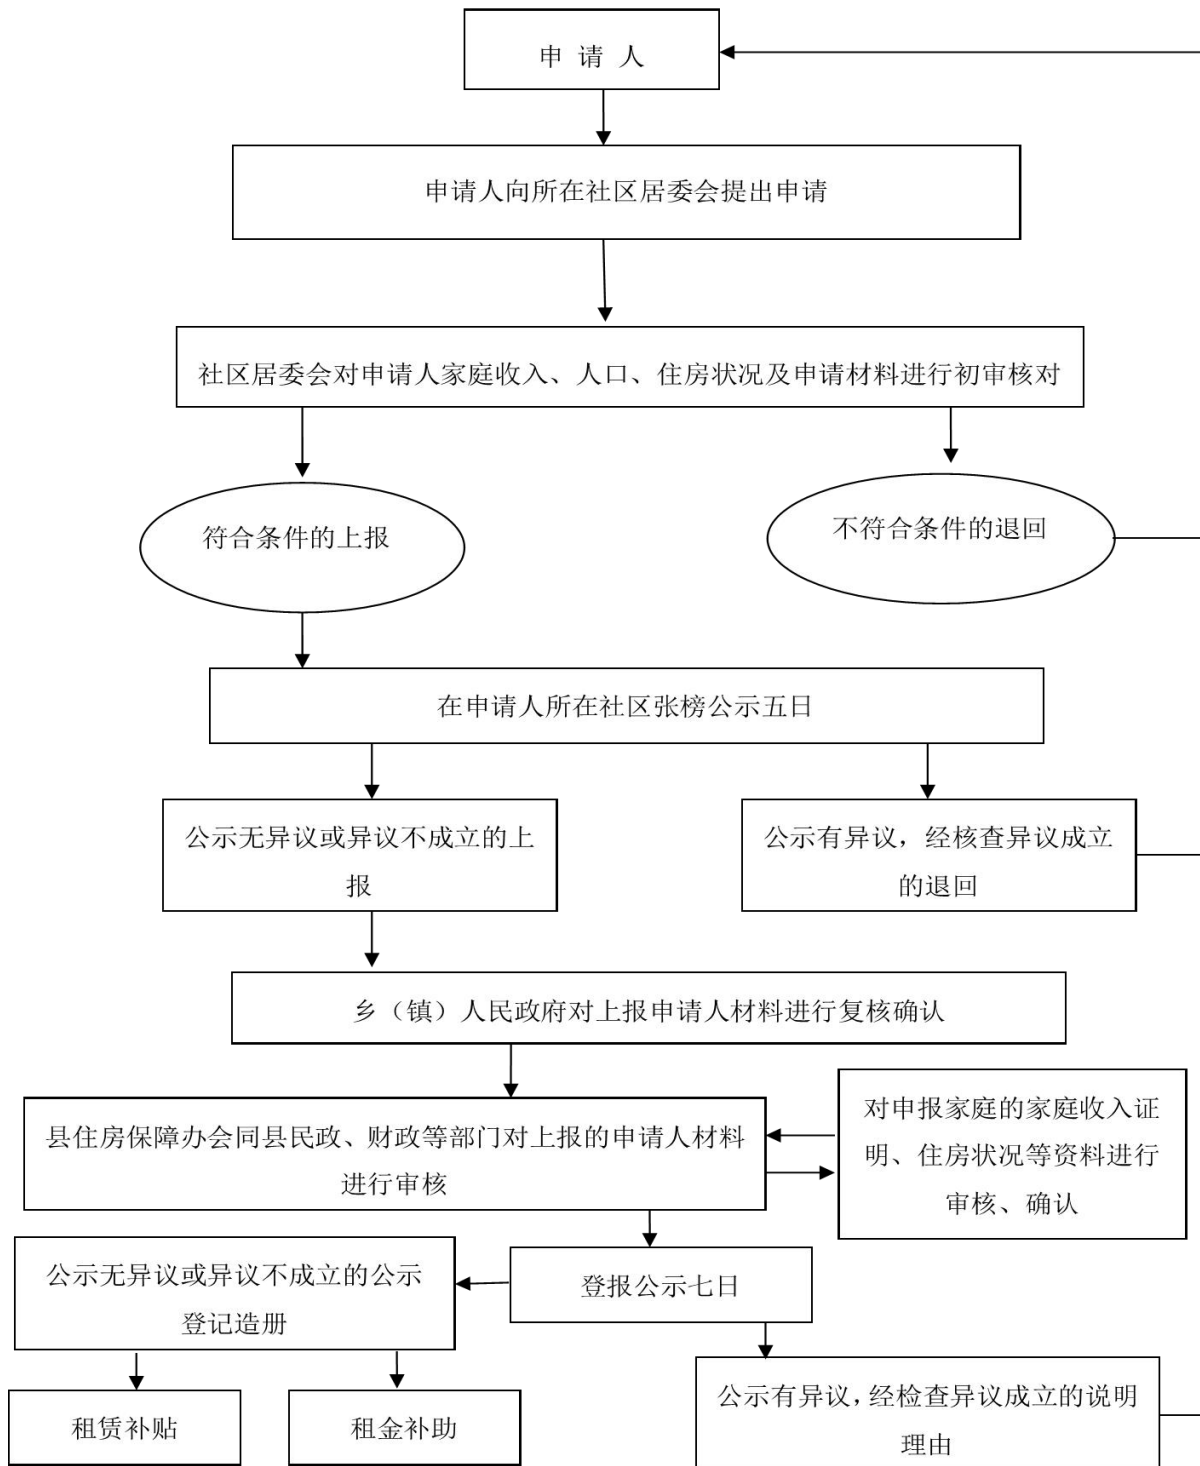 申 请 人
申请人向所在社区居委会提出申请
社区居委会对申请人家庭收入、人口、住房状况及申请材料进行初审核对
符合条件的上报
不符合条件的退回
在申请人所在社区张榜公示五日
公示无异议或异议不成立的上
报
公示有异议，经核查异议成立
的退回
乡（镇）人民政府对上报申请人材料进行复核确认
县住房保障办会同县民政、财政等部门对上报的申请人材料
进行审核
对申报家庭的家庭收入证
明、住房状况等资料进行
审核、确认
登报公示七日
公示无异议或异议不成立的公示
登记造册
租赁补贴
租金补助
公示有异议，经检查异议成立的说明
理由